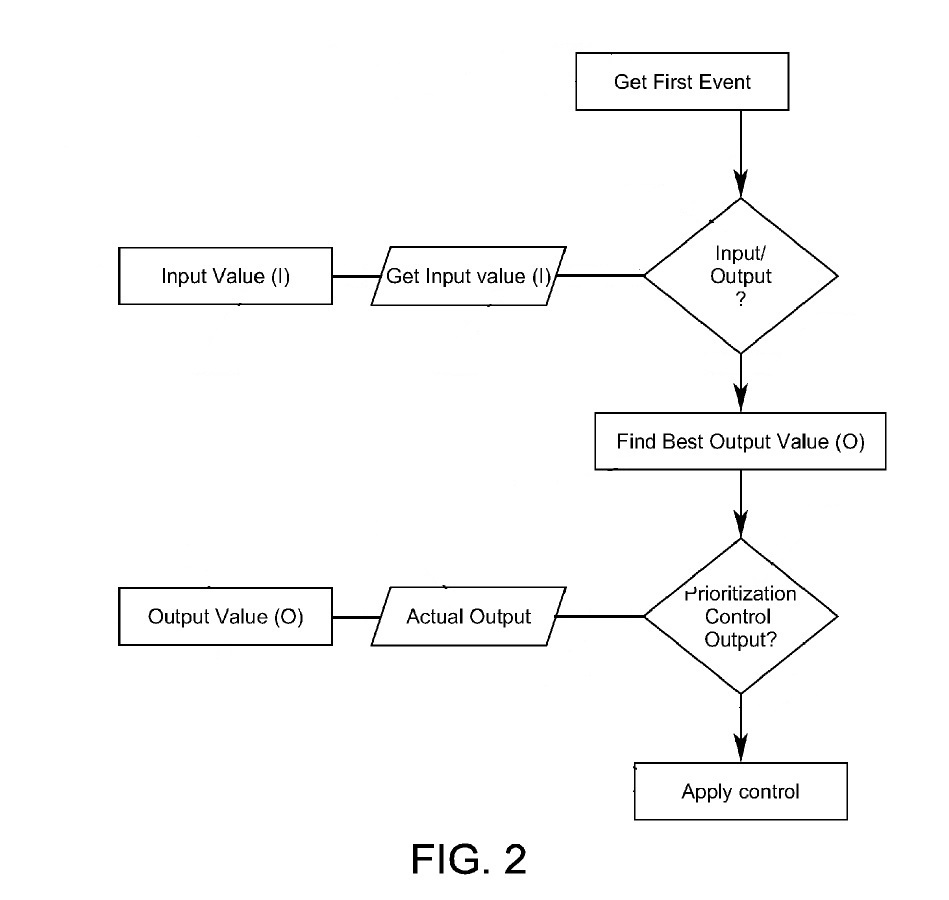 Get First Event
Input/
Output
?
Get Input value (I)
Input Value (I)
Find Best Output Value (O)
Prioritization
Control
Output?
Actual Output
Output Value (O)
Apply control
FIG. 2